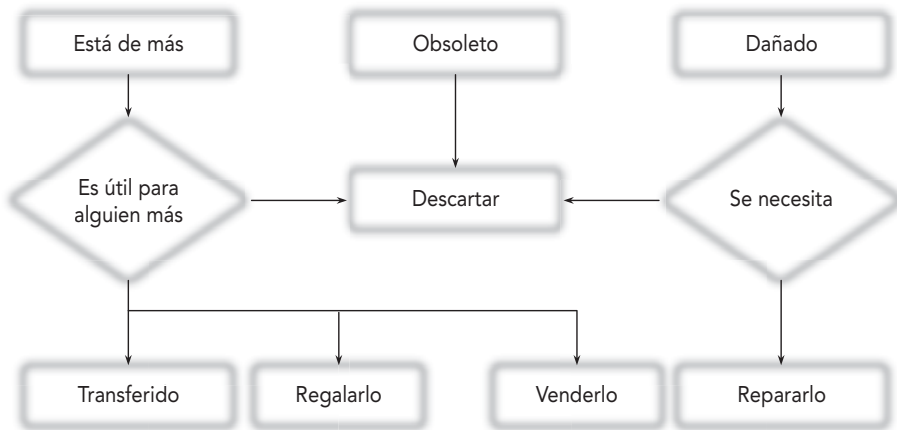 Está de más
Obsoleto
Dañado
Es útil para
alguien más
Descartar
Se necesita
Transferido
Regalarlo
Venderlo
Repararlo